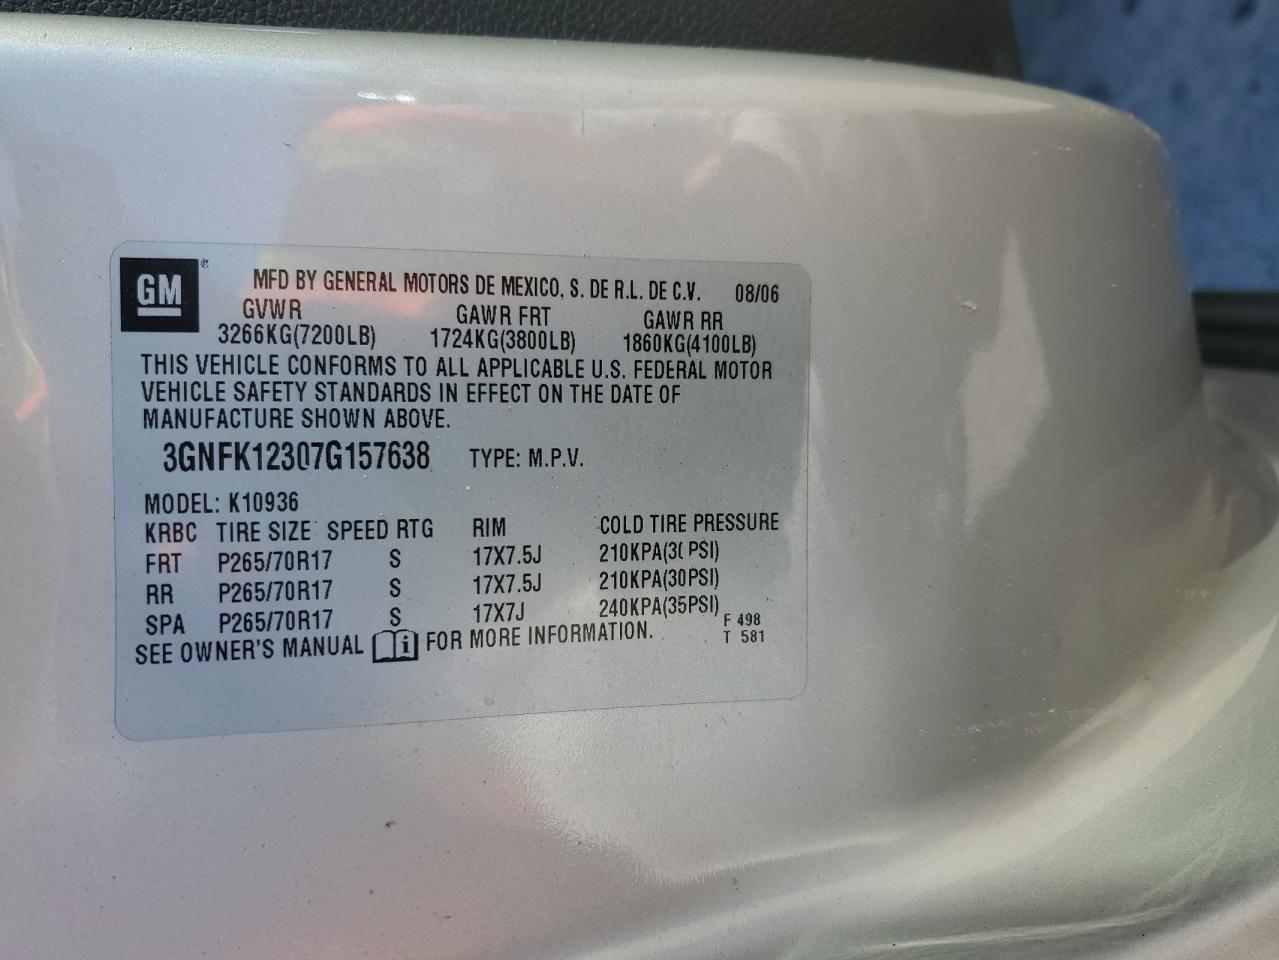 GM ®
MFD BY GENERAL MOTORS DE MEXICO, S. DE R.L. DE C.V. 08/06
GVWR GAWR FRT GAWR RR
3266KG(7200LB) 1724KG(3800LB) 1860KG(4100LB)
THIS VEHICLE CONFORMS TO ALL APPLICABLE U.S. FEDERAL MOTOR
VEHICLE SAFETY STANDARDS IN EFFECT ON THE DATE OF
MANUFACTURE SHOWN ABOVE.
3GNFK12307G157638 TYPE: M.P.V.
MODEL: K10936
KRBC TIRE SIZE SPEED RTG RIM COLD TIRE PRESSURE
FRT P265/70R17 S 17X7.5J 210KPA(30PSI)
RR P265/70R17 S 17X7.5J 210KPA(30PSI)
SPA P265/70R17 S 17X7J 240KPA(35PSI)
SEE OWNER'S MANUAL i FOR MORE INFORMATION.
F 498
T 581